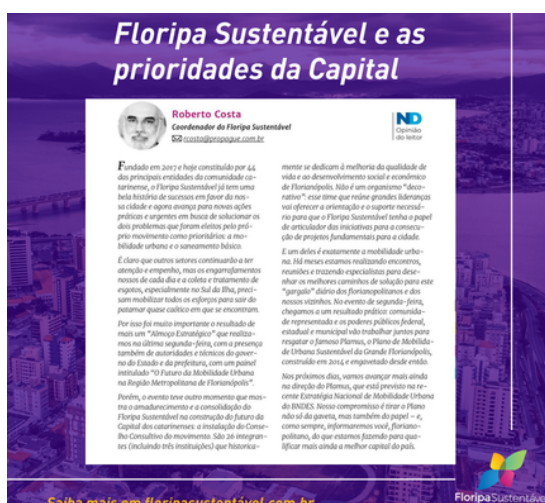 Floripa Sustentável e as
prioridades da Capital
Roberto Costa
Coordenador do Floripa Sustentável
rcosta@propague.com.br
ND
Opinião
do leitor
Fundado em 2017 e hoje constituído por 44
das principais entidades da comunidade ca-
tarinense, o Floripa Sustentável já tem uma
bela história de sucessos em favor da nos-
sa cidade e agora avança para novas ações
práticas e urgentes em busca de solucionar os
dois problemas que foram eleitos pelo pró-
prio movimento como prioritários: a mo-
bilidade urbana e o saneamento básico.
É claro que outros setores continuarão a ter
atenção e empenho, mas os engarrafamentos
nossos de cada dia e a coleta e tratamento de
esgotos, especialmente no Sul da Ilha, preci-
sam mobilizar todos os esforços para sair do
patamar quase caótico em que se encontram.
Por isso foi muito importante o resultado de
mais um "Almoço Estratégico" que realiza-
mos na última segunda-feira, com a presença
também de autoridades e técnicos do gover-
no do Estado e da prefeitura, com um painel
intitulado "O Futuro da Mobilidade Urbana
na Região Metropolitana de Florianópolis".
Porém, o evento teve outro momento que mos-
tra o amadurecimento e a consolidação do
Floripa Sustentável na construção do futuro da
Capital dos catarinenses: a instalação do Conse-
lho Consultivo do movimento. São 26 integran-
tes (incluindo três instituições) que historica-
mente se dedicam à melhoria da qualidade de
vida e ao desenvolvimento social e econômico
de Florianópolis. Não é um organismo "deco-
rativo": esse time que reúne grandes lideranças
vai oferecer a orientação e o suporte necessá-
rio para que o Floripa Sustentável tenha o papel
de articulador das iniciativas para a consecu-
ção de projetos fundamentais para a cidade.
E um deles é exatamente a mobilidade urba-
na. Há meses estamos realizando encontros,
reuniões e trazendo especialistas para dese-
nhar os melhores caminhos de solução para este
"gargalo" diário dos florianopolitanos e dos
nossos vizinhos. No evento de segunda-feira,
chegamos a um resultado prático: comunida-
de representada e os poderes públicos federal,
estadual e municipal vão trabalhar juntos para
resgatar o famoso Plamus, o Plano de Mobilida-
de Urbana Sustentável da Grande Florianópolis,
construído em 2014 e engavetado desde então.
Nos próximos dias, vamos avançar mais ainda
na direção do Plamus, que está previsto na re-
cente Estratégia Nacional de Mobilidade Urbana
do BNDES. Nosso compromisso é tirar o Plano
não só da gaveta, mas também do papel – e,
como sempre, informaremos você, floriano-
politano, do que estamos fazendo para qua-
lificar mais ainda a melhor capital do país.
Saiba mais em floripasustentável.com.br
FloripaSustentável